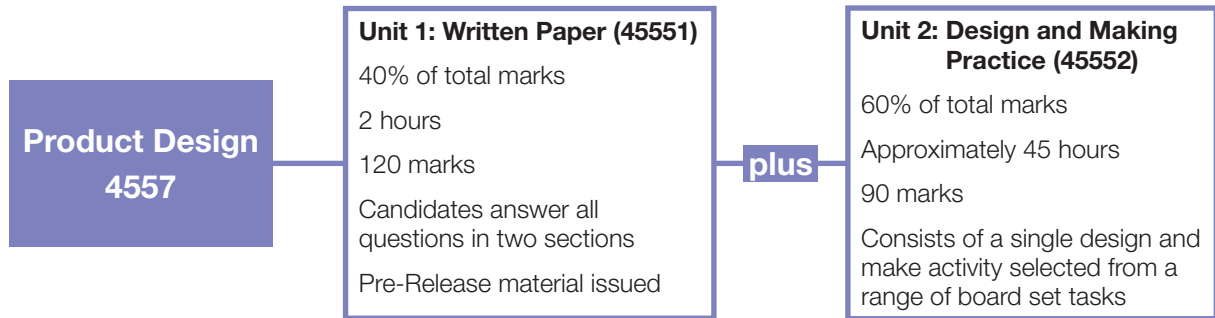 Product Design
4557
Unit 1: Written Paper (45551)
40% of total marks
2 hours
120 marks
Candidates answer all
questions in two sections
Pre-Release material issued
plus
Unit 2: Design and Making
Practice (45552)
60% of total marks
Approximately 45 hours
90 marks
Consists of a single design and
make activity selected from a
range of board set tasks